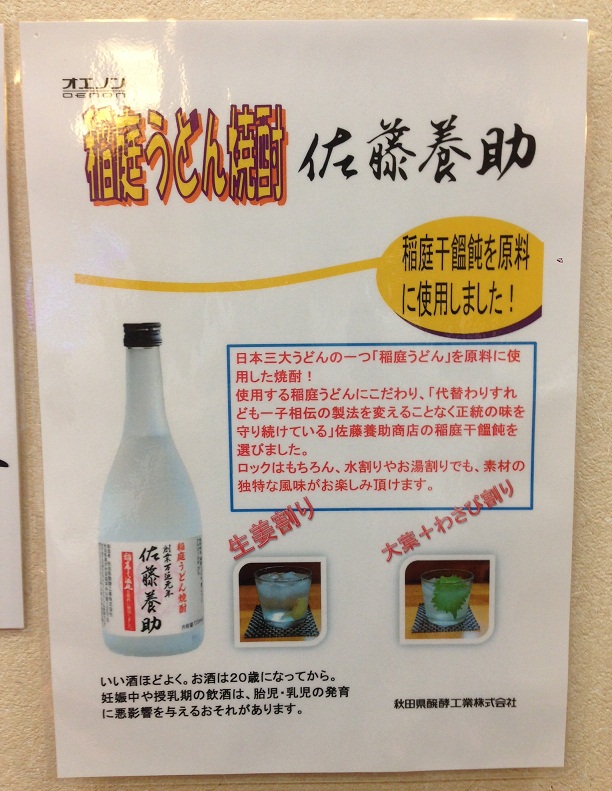 オエノン
OENON
稲庭うどん焼酎
佐藤養助
稲庭干饂飩を原料
に使用しました!
日本三大うどんの一つ「稲庭うどん」を原料に使
用した焼酎!
使用する稲庭うどんにこだわり、「代替わりすれ
ども一子相伝の製法を変えることなく正統の味を
守り続けている」佐藤養助商店の稲庭干饂飩を
選びました。
ロックはもちろん、水割りやお湯割りでも、素材の
独特な風味がお楽しみ頂けます。
生姜割り
大葉+わさび割り
稲庭うどん焼酎
創業万延元年
佐藤養助
いい酒ほどよく。お酒は20歳になってから。
妊娠中や授乳期の飲酒は、胎児・乳児の発育
に悪影響を与えるおそれがあります。
秋田県醗酵工業株式会社